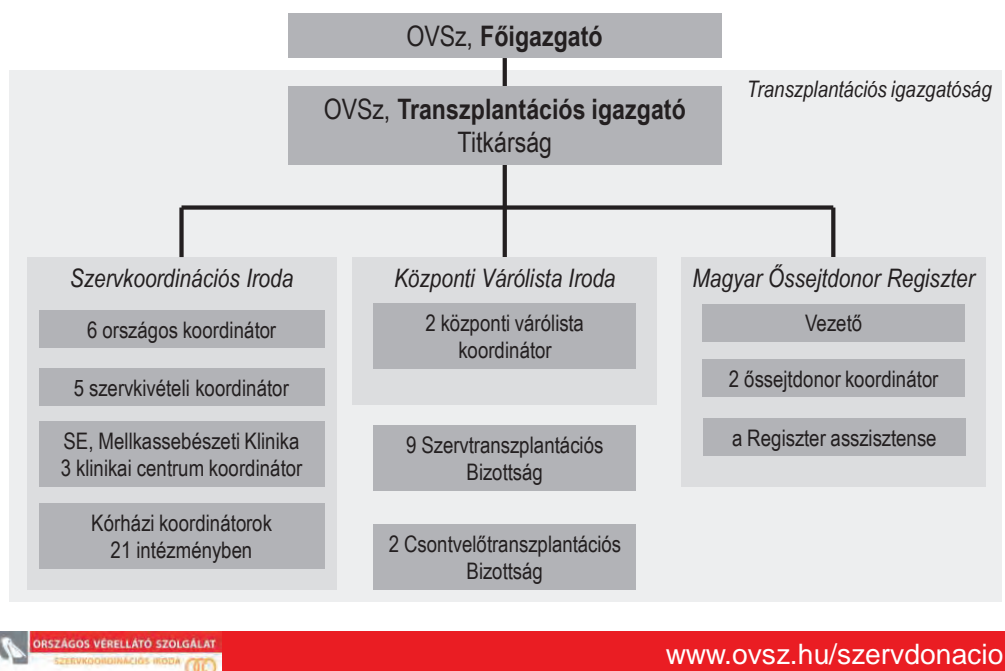 OVSz, Főigazgató
Transzplantációs igazgatóság
OVSz, Transzplantációs igazgató
Titkárság
Szervkoordinációs Iroda
6 országos koordinátor
5 szervkivételi koordinátor
SE, Mellkassebészeti Klinika
3 klinikai centrum koordinátor
Kórházi koordinátorok
21 intézményben
Központi Várólista Iroda
2 központi várólista
koordinátor
9 Szervtranszplantációs
Bizottság
2 Csontvelőtranszplantációs
Bizottság
Magyar Őssejtdonor Regiszter
Vezető
2 őssejtdonor koordinátor
a Regiszter asszisztense
ORSZÁGOS VÉRELLÁTÓ SZOLGÁLAT
SZERVKOORDINÁCIÓS IRODA
www.ovsz.hu/szervdonacio